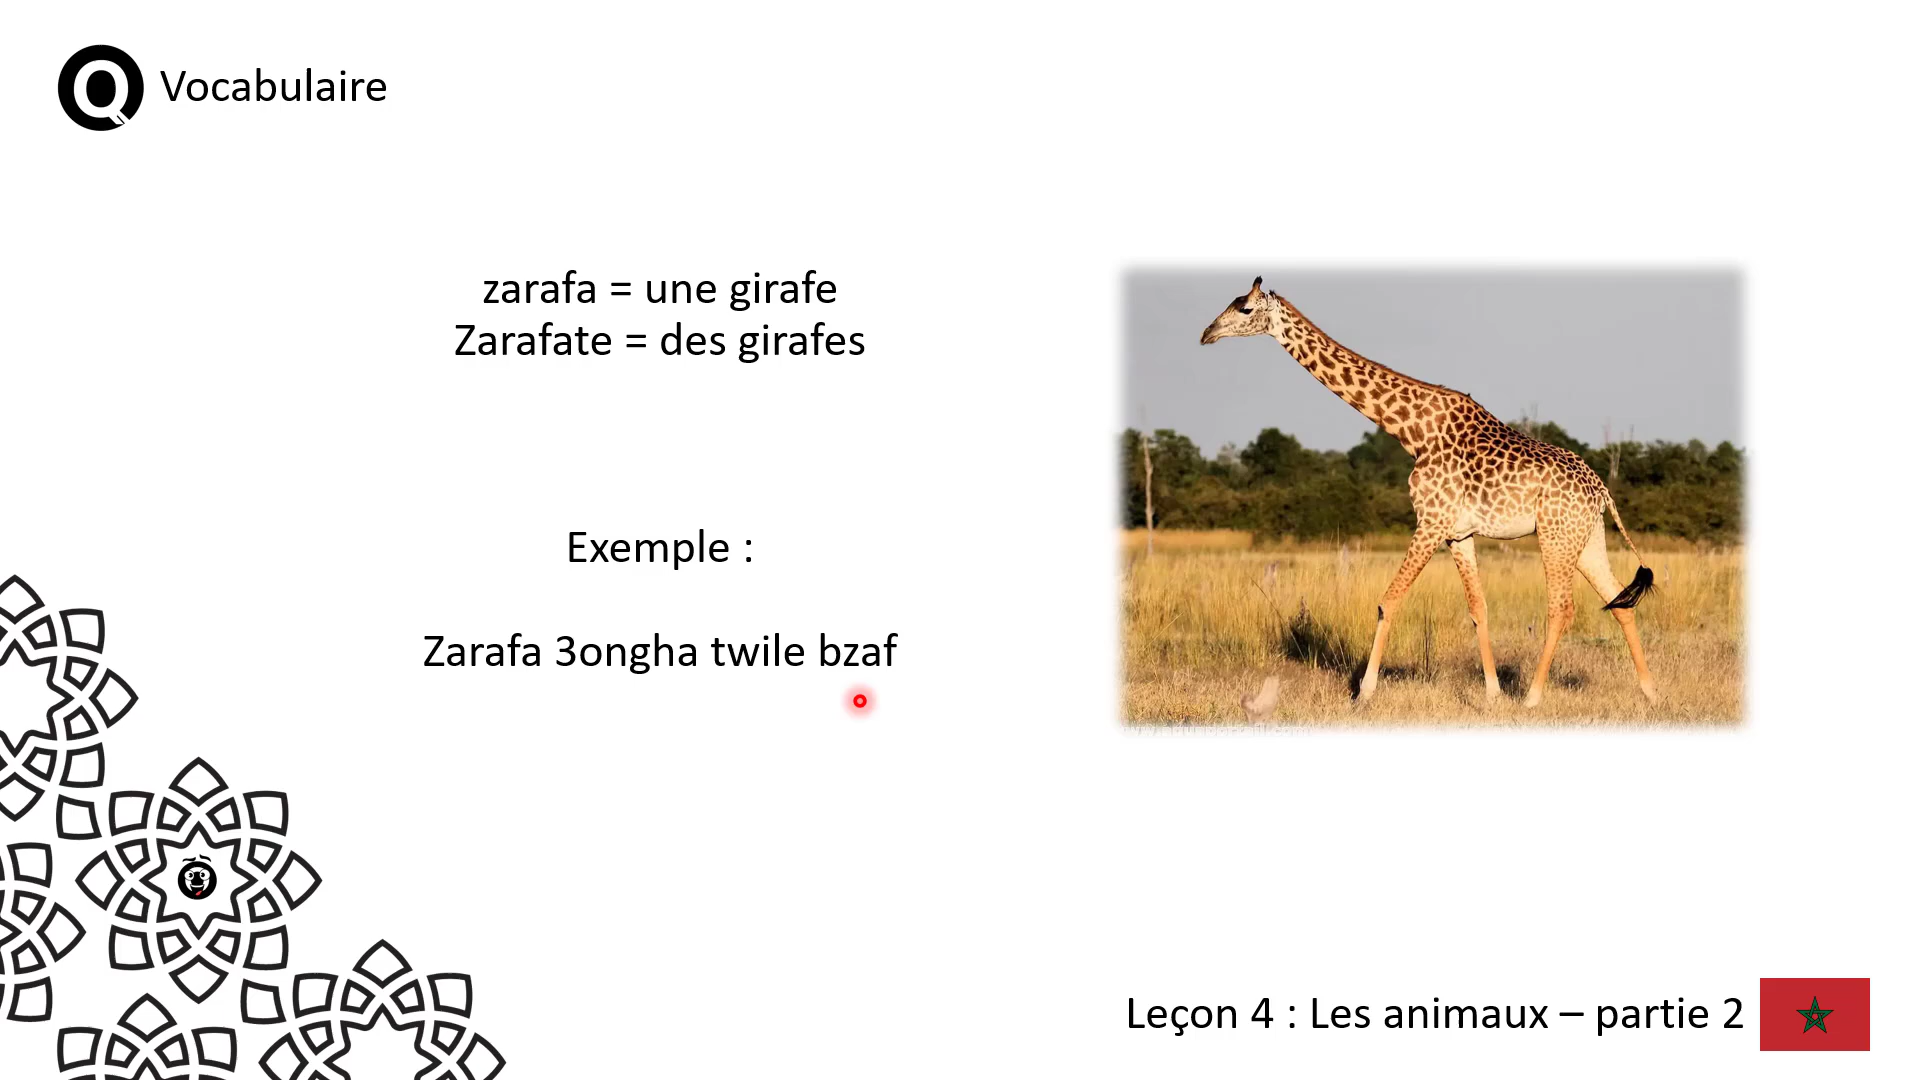 Vocabulaire
zarafa = une girafe
Zarafate = des girafes
Exemple :
Zarafa 3ongha twile bzaf
Leçon 4 : Les animaux – partie 2